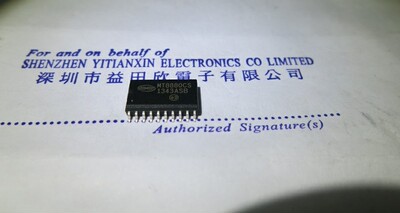 For and on behalf of
SHENZHEN YITIANXIN ELECTRONICS CO LIMITED
深圳市益田欣電子有限公司
MT8880CS
1343ASB
Authorized Signature(s)